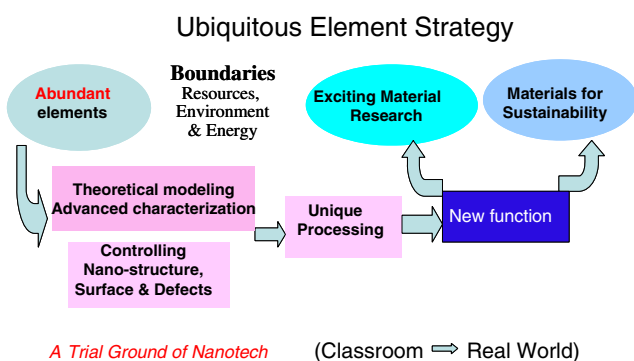 Ubiquitous Element Strategy
Abundant
elements
Boundaries
Resources,
Environment
& Energy
Exciting Material
Research
Materials for
Sustainability
Theoretical modeling
Advanced characterization
Controlling
Nano-structure,
Surface & Defects
Unique
Processing
New function
A Trial Ground of Nanotech
(Classroom ⇨ Real World)